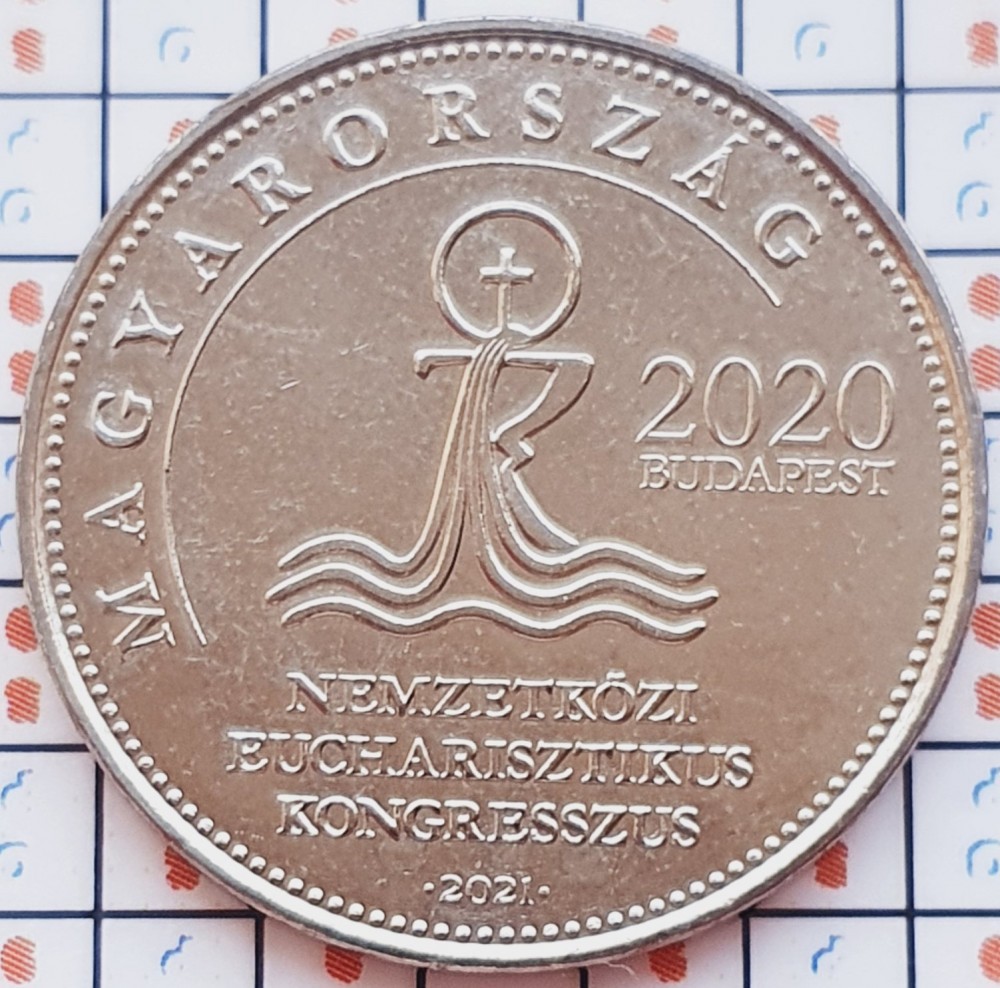 MAGYARORSZÁG
2020
BUDAPEST
NEMZETKÖZI
EUCHARISZTIKUS
KONGRESSZUS
·2021·